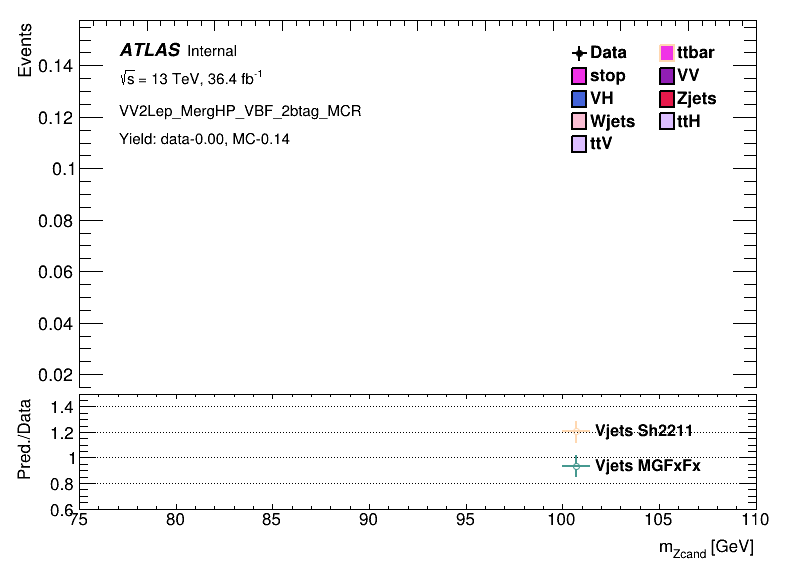 Events
ATLAS Internal
√s = 13 TeV, 36.4 fb⁻¹
VV2Lep_MergHP_VBF_2btag_MCR
Yield: data-0.00, MC-0.14
Data ttbar
stop VV
VH Zjets
Wjets ttH
ttV
0.14
0.12
0.1
0.08
0.06
0.04
0.02
Pred./Data
1.4
1.2
1
0.8
0.6
Vjets Sh2211
Vjets MGFxFx
75 80 85 90 95 100 105 110
m_Zcand [GeV]